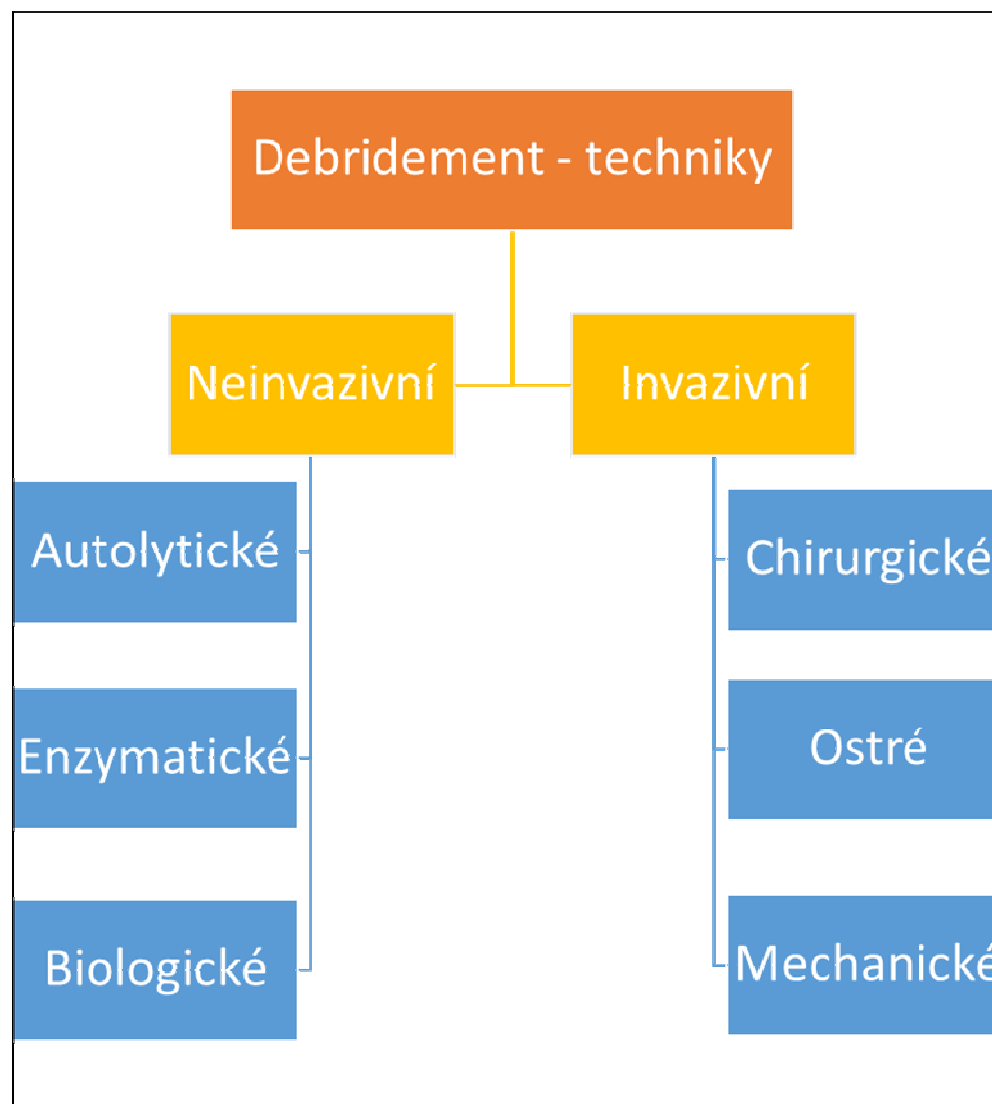 Debridement - techniky
Neinvazivní
Invazivní
Autolytické
Chirurgické
Enzymatické
Ostré
Biologické
Mechanické